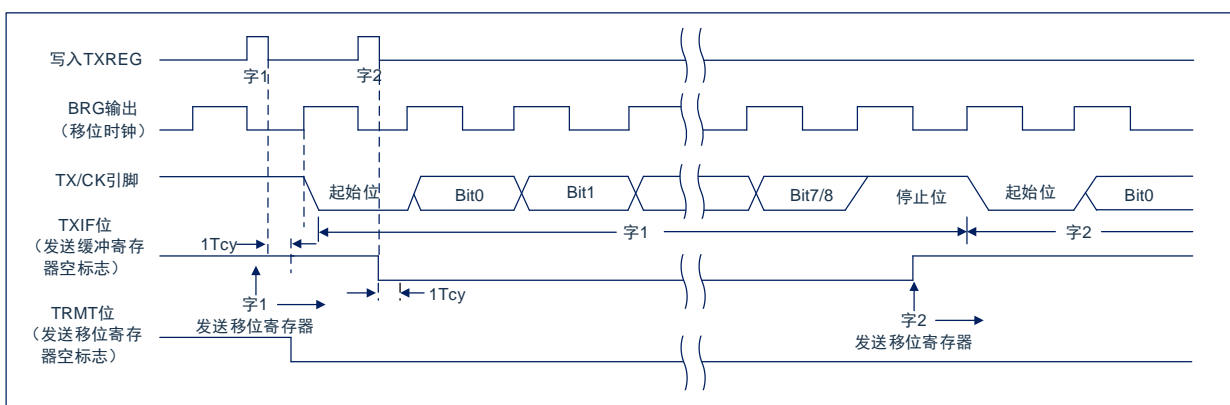 写入TXREG
字1
字2
BRG输出
（移位时钟）
TX/CK引脚
起始位
Bit0
Bit1
Bit7/8
停止位
起始位
Bit0
TXIF位
（发送缓冲寄存
器空标志）
1Tcy
字1
字2
1Tcy
字1
发送移位寄存器
字2
发送移位寄存器
TRMT位
（发送移位寄存
器空标志）